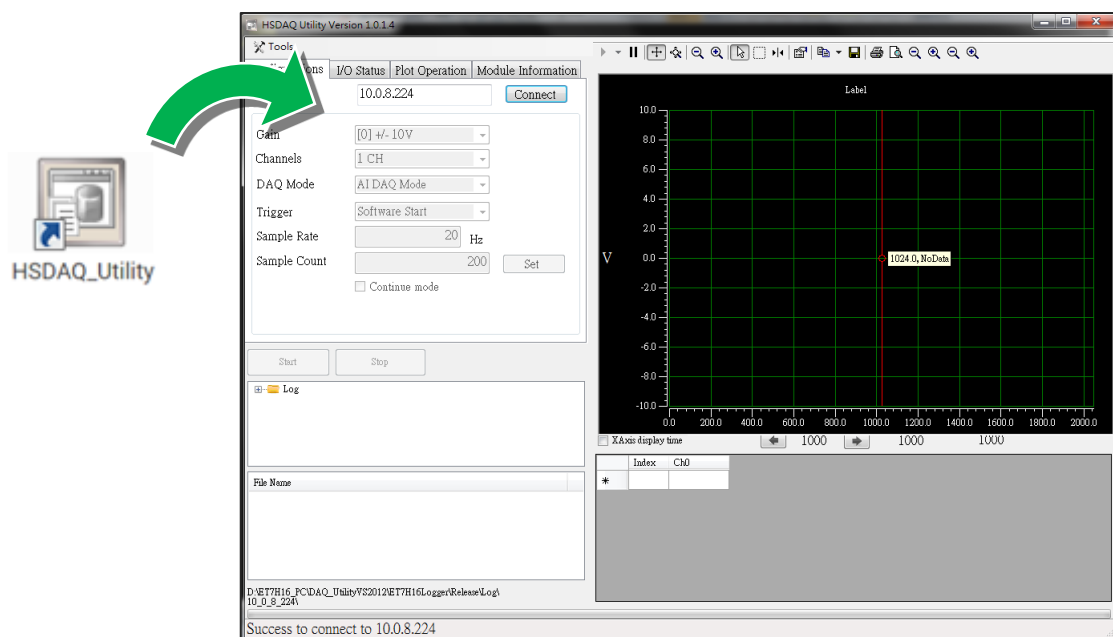 HSDAQ_Utility
HSDAQ Utility Version 1.0.1.4
Tools
I/O Status Plot Operation Module Information
10.0.8.224 Connect
Gain [0] +/- 10V
Channels 1 CH
DAQ Mode AI DAQ Mode
Trigger Software Start
Sample Rate 20 Hz
Sample Count 200 Set
Continue mode
Start Stop
Log
File Name
D:\ET7H16_PC\DAQ_UtilityVS2012\ET7H16Logger\Release\Log\
10_0_8_224\
Success to connect to 10.0.8.224
Label
10.0
8.0
6.0
4.0
2.0
V 0.0 1024.0, NoData
-2.0
-4.0
-6.0
-8.0
-10.0
0.0 200.0 400.0 600.0 800.0 1000.0 1200.0 1400.0 1600.0 1800.0 2000.0
XAxis display time 1000 1000 1000
Index Ch0
*